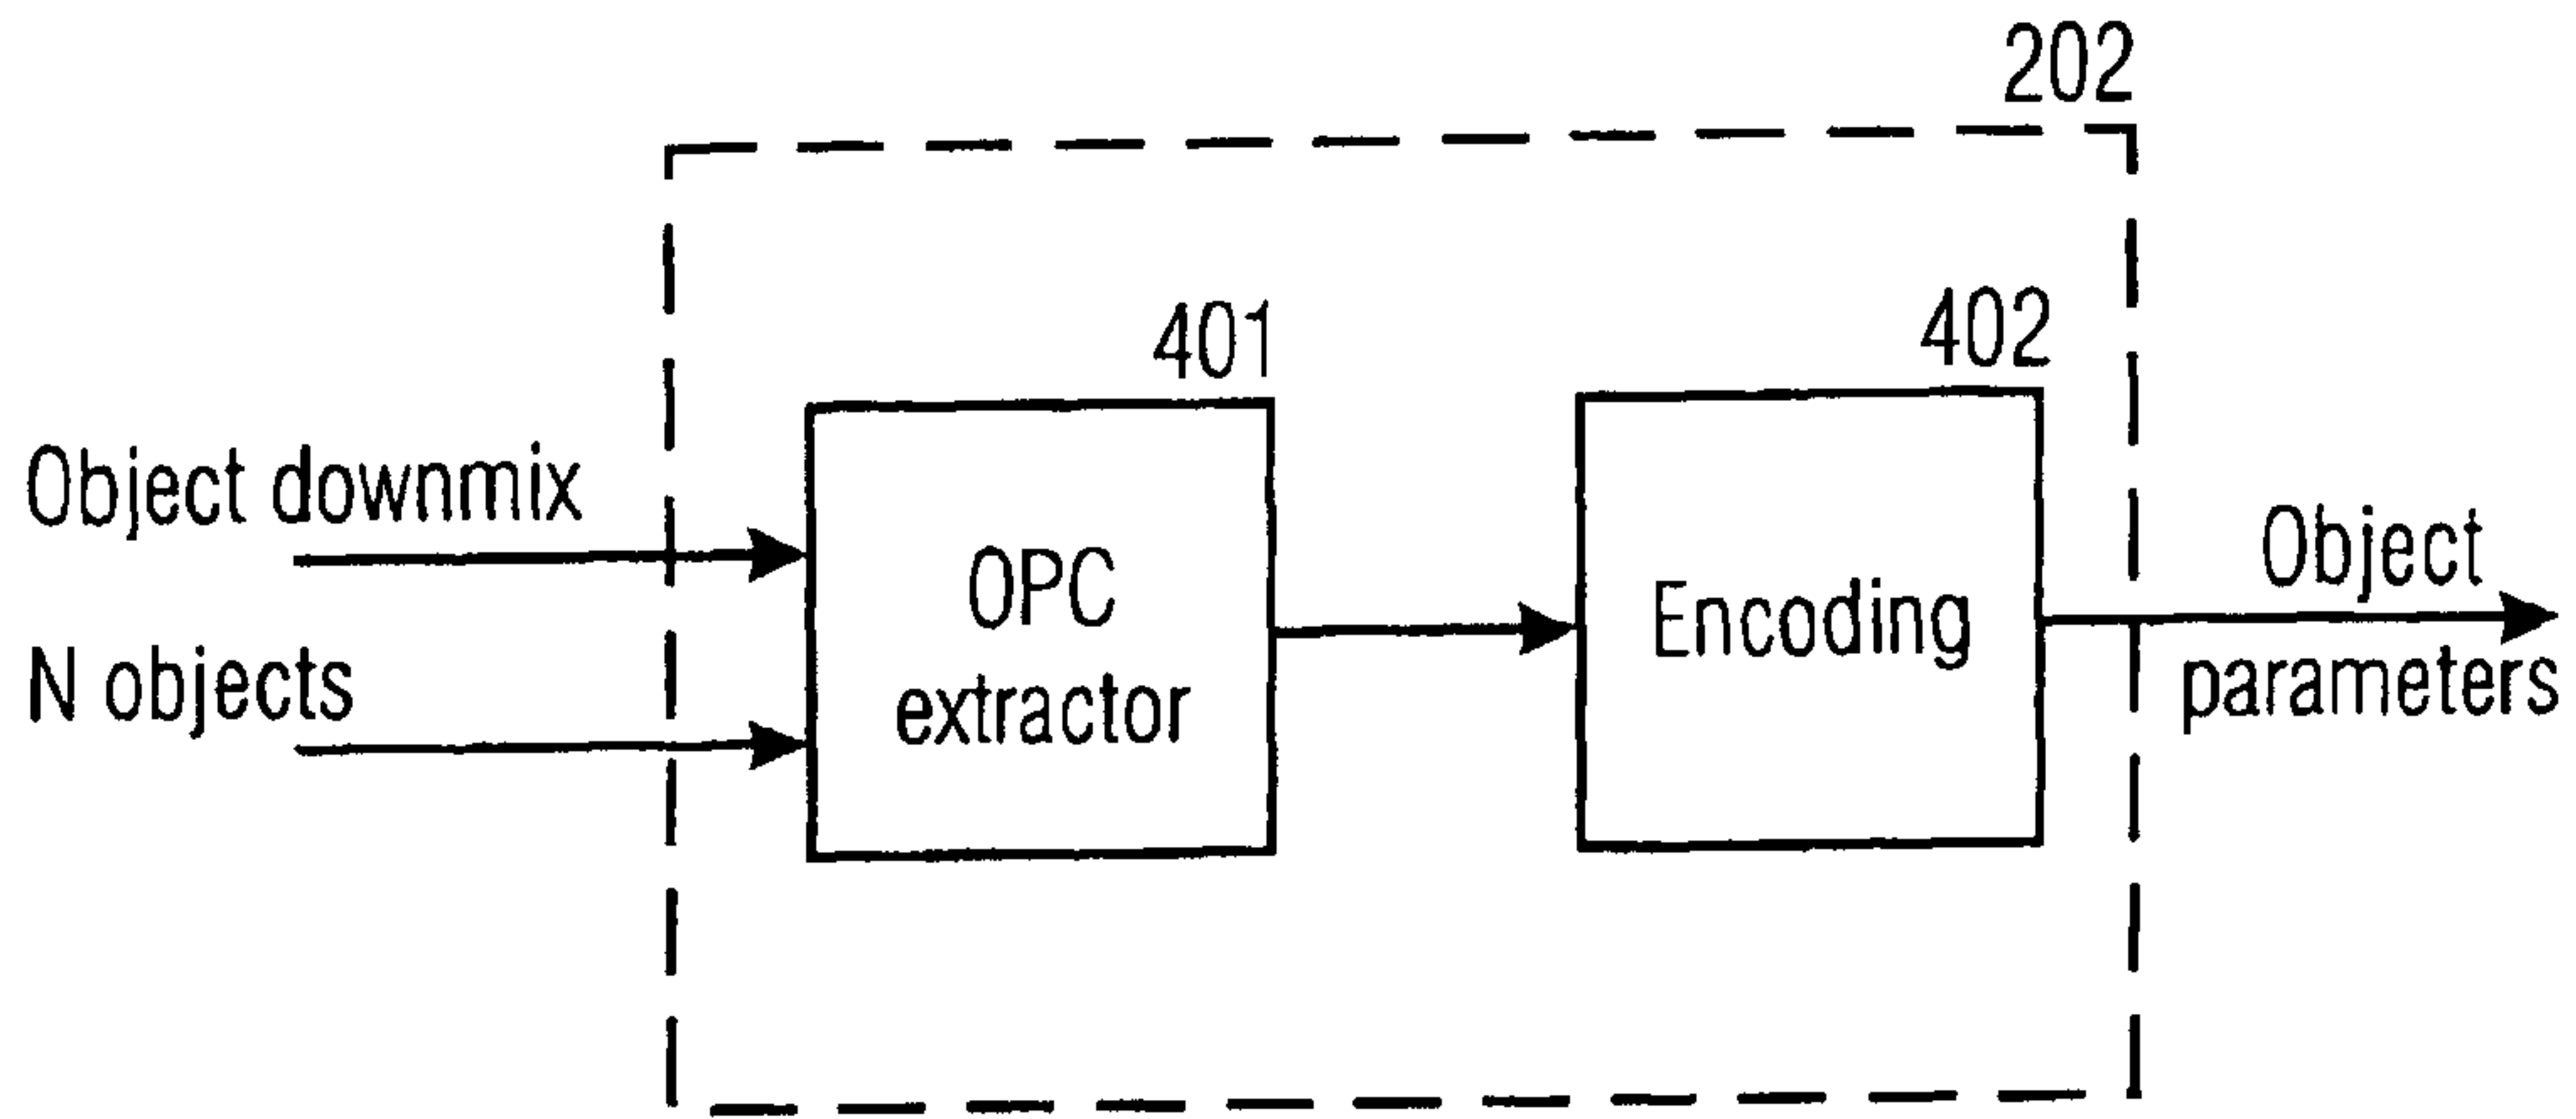 202
401
402
Object downmix
N objects
OPC
extractor
Encoding
Object
parameters